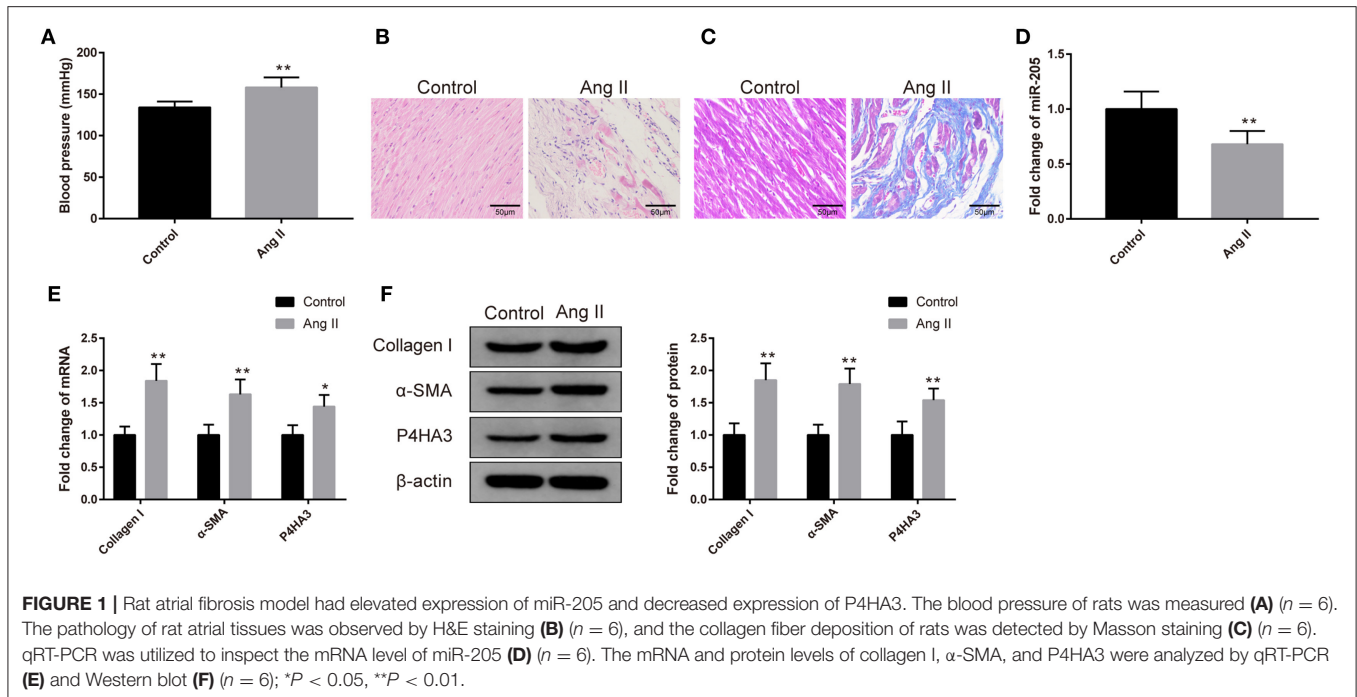 A
Blood pressure (mmHg)
200
150
100
50
0
**
Control
Ang II
B
Control
Ang II
50μm
50μm
C
Control
Ang II
50μm
50μm
D
Fold change of miR-205
1.5
1.0
0.5
0.0
**
Control
Ang II
E
Control
Ang II
Fold change of mRNA
2.5
2.0
1.5
1.0
0.5
0.0
**
**
*
Collagen I
α-SMA
P4HA3
F
Control Ang II
Collagen I
α-SMA
P4HA3
β-actin
Control
Ang II
Fold change of protein
2.5
2.0
1.5
1.0
0.5
0.0
**
**
**
Collagen I
α-SMA
P4HA3
FIGURE 1 | Rat atrial fibrosis model had elevated expression of miR-205 and decreased expression of P4HA3. The blood pressure of rats was measured (A) (n = 6).
The pathology of rat atrial tissues was observed by H&E staining (B) (n = 6), and the collagen fiber deposition of rats was detected by Masson staining (C) (n = 6).
qRT-PCR was utilized to inspect the mRNA level of miR-205 (D) (n = 6). The mRNA and protein levels of collagen I, α-SMA, and P4HA3 were analyzed by qRT-PCR
(E) and Western blot (F) (n = 6); *P < 0.05, **P < 0.01.